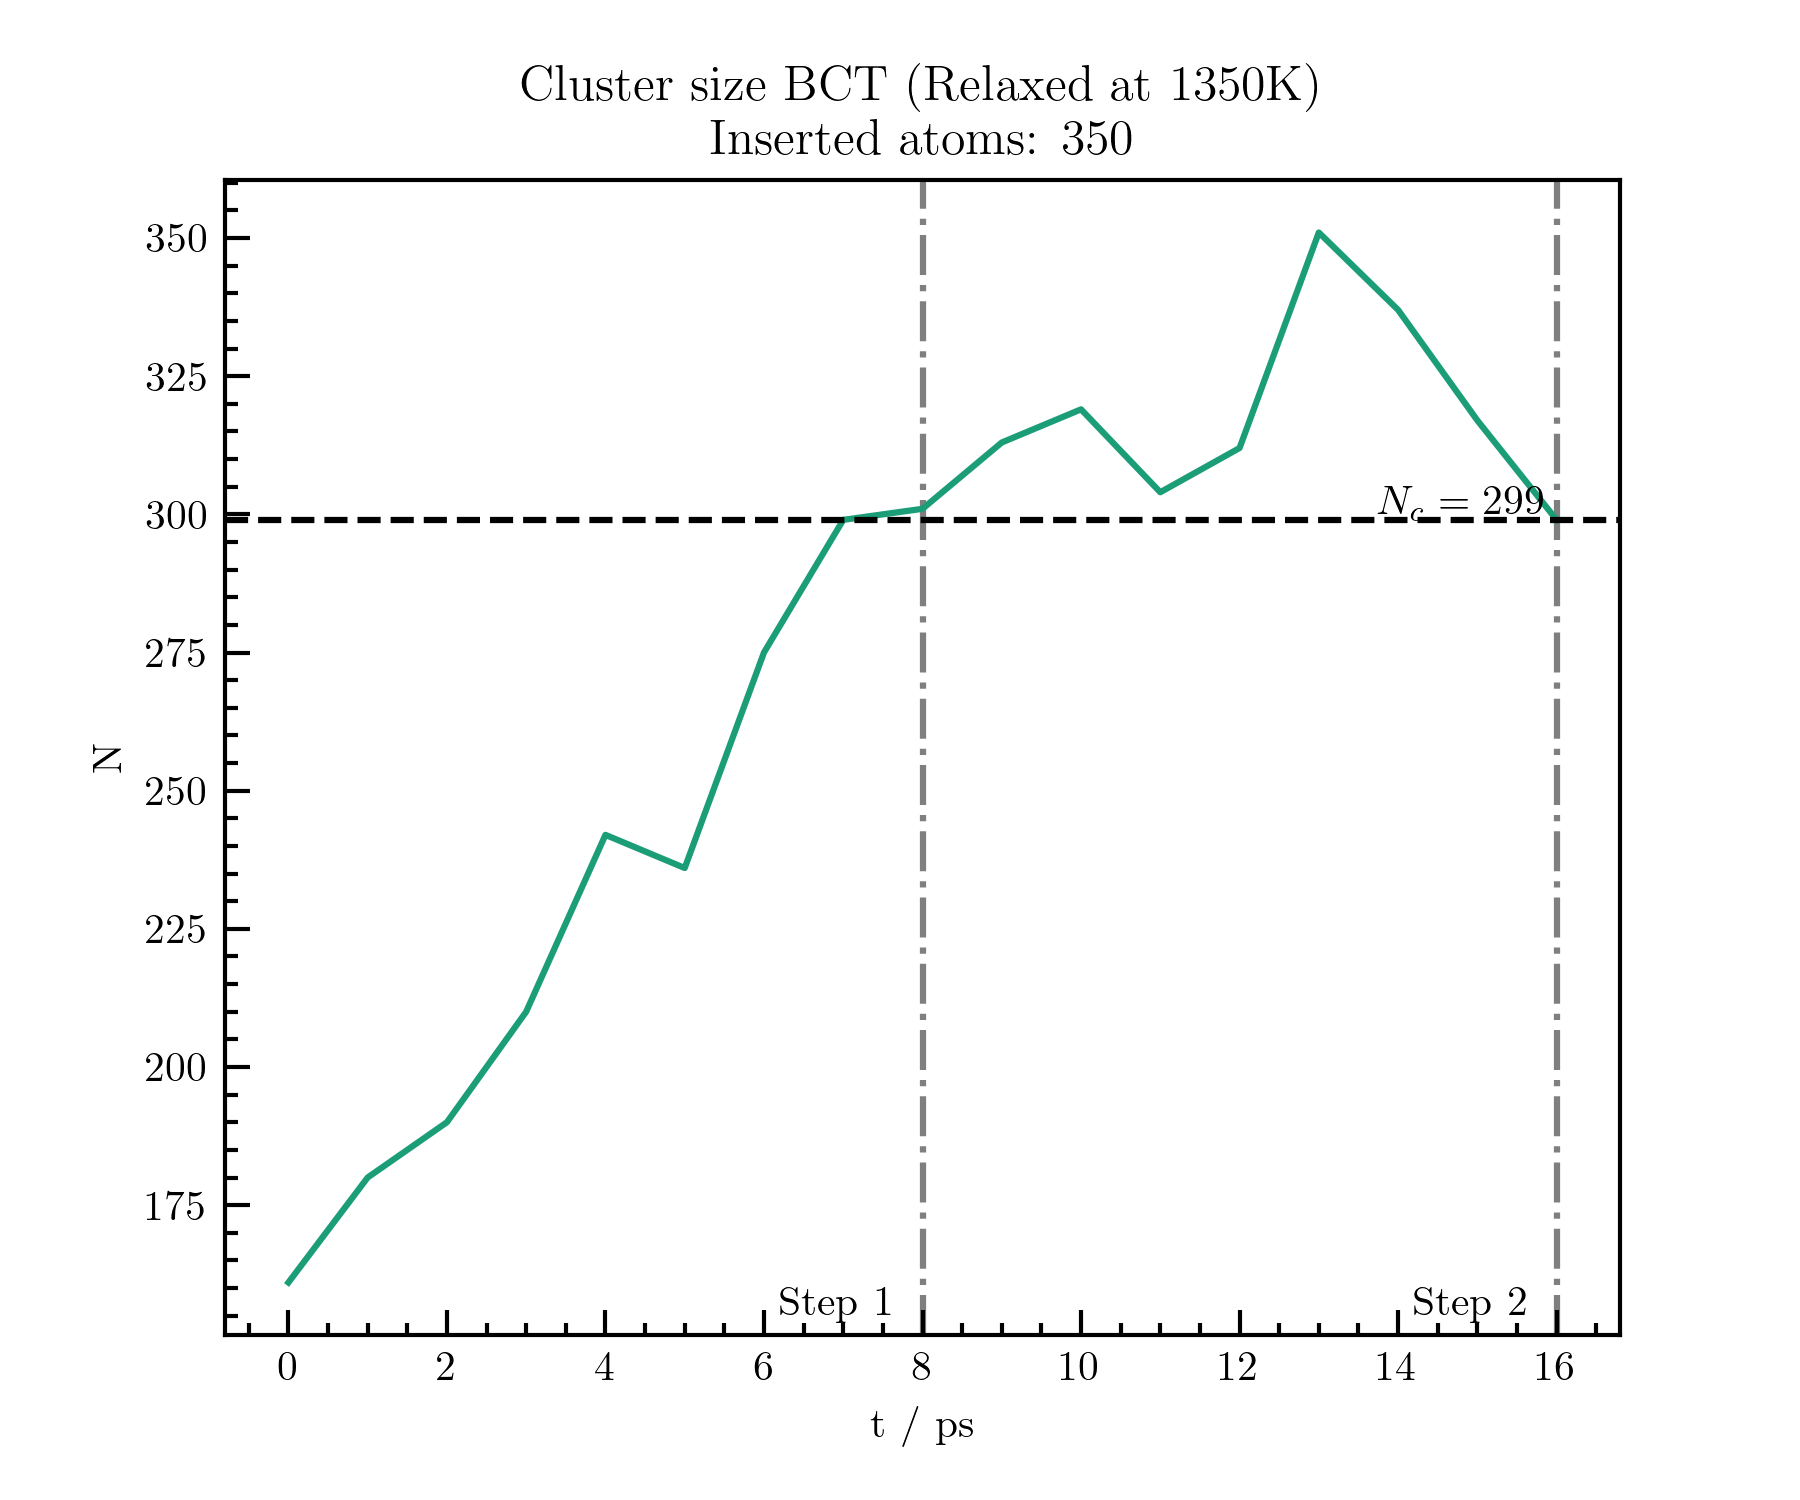 Cluster size BCT (Relaxed at 1350K)
Inserted atoms: 350
350
325
300
275
250
225
200
175
N
N_c = 299
Step 1
Step 2
0 2 4 6 8 10 12 14 16
t / ps